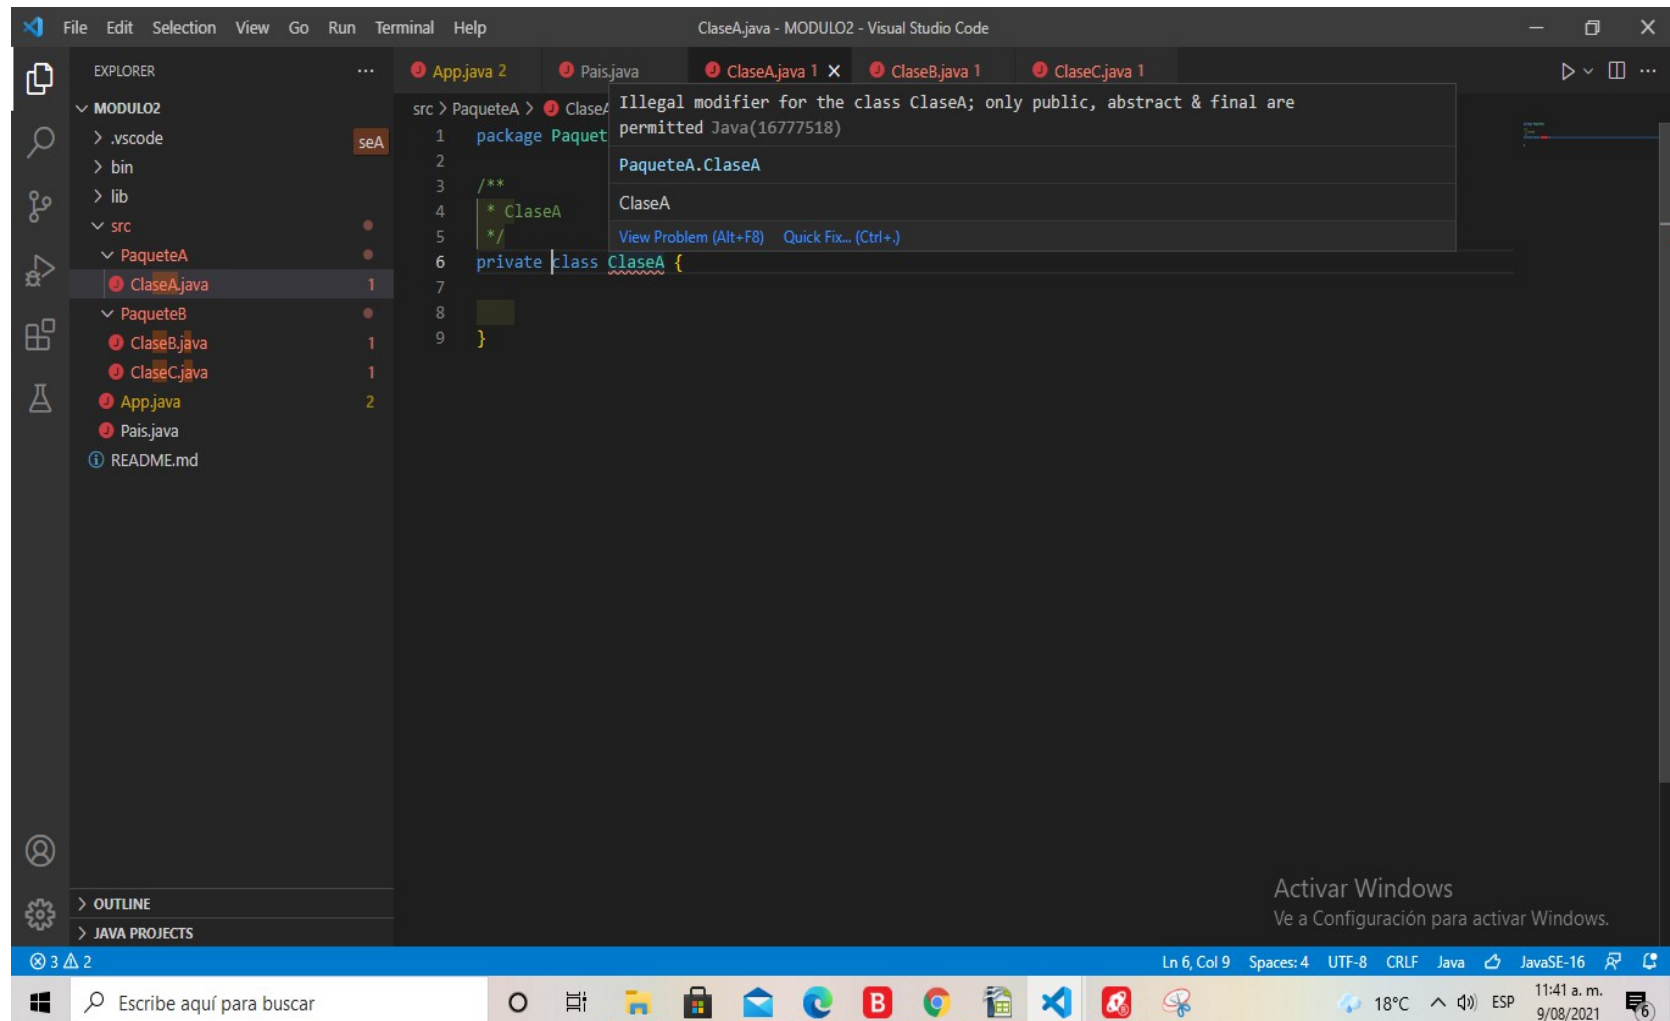 File Edit Selection View Go Run Terminal Help
ClaseA.java - MODULO2 - Visual Studio Code
EXPLORER
App.java 2
Pais.java
ClaseA.java 1
ClaseB.java 1
ClaseC.java 1
MODULO2
.vscode
seA
bin
lib
src
PaqueteA
ClaseA.java 1
PaqueteB
ClaseB.java 1
ClaseC.java 1
App.java 2
Pais.java
README.md
OUTLINE
JAVA PROJECTS
src > PaqueteA > ClaseA
1 package Paquet
2
3 /**
4 * ClaseA
5 */
6 private class ClaseA {
7
8
9 }
Illegal modifier for the class ClaseA; only public, abstract & final are
permitted Java(16777518)
PaqueteA.ClaseA
ClaseA
View Problem (Alt+F8) Quick Fix... (Ctrl+.)
Activar Windows
Ve a Configuración para activar Windows.
3 2
Ln 6, Col 9 Spaces: 4 UTF-8 CRLF Java JavaSE-16
Escribe aquí para buscar
B
18°C
ESP
11:41 a. m.
9/08/2021
6